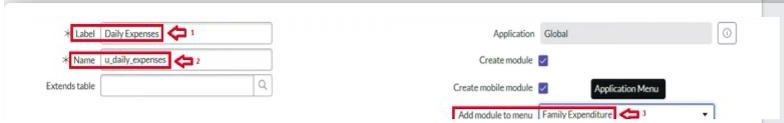 * Label Daily Expenses 1
* Name u_daily_expenses 2
Extends table
Application Global
Create module
Create mobile module Application Menu
Add module to menu Family Expenditure 3